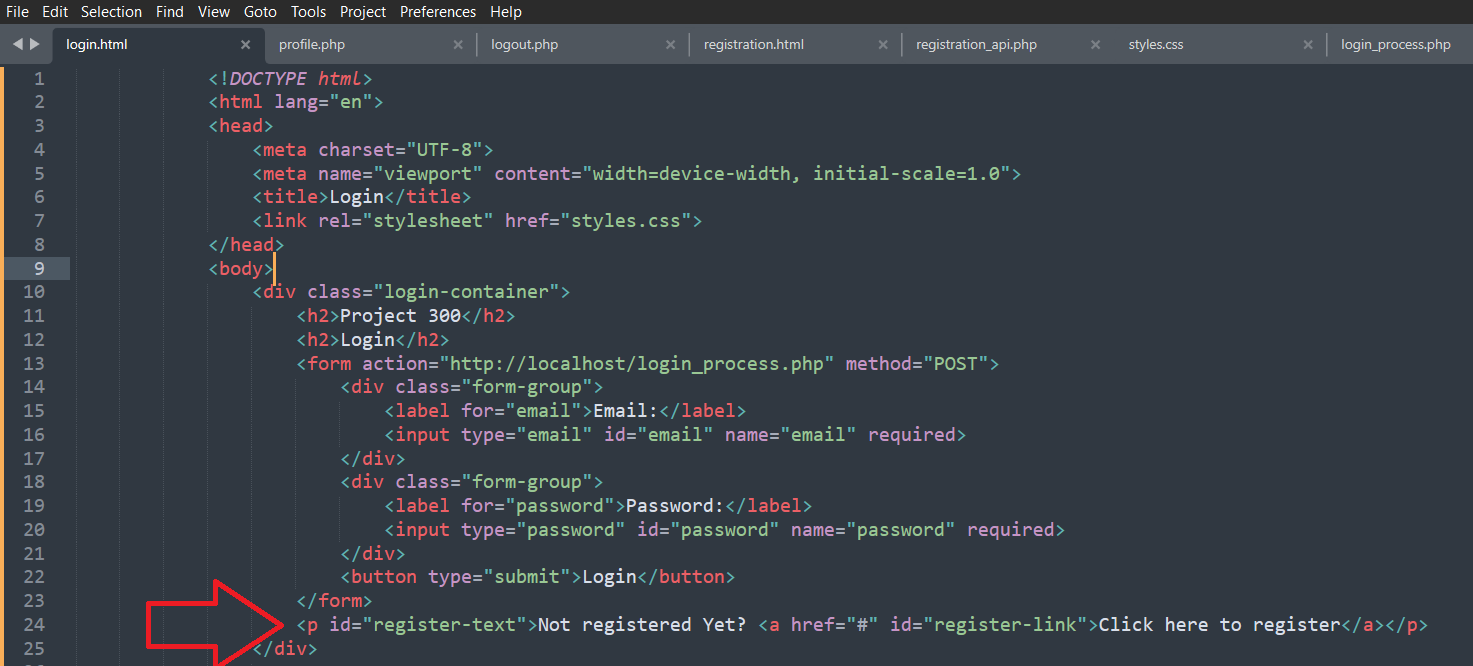 File Edit Selection Find View Goto Tools Project Preferences Help
login.html × profile.php × logout.php × registration.html × registration_api.php × styles.css × login_process.php
1 <!DOCTYPE html>
2 <html lang="en">
3 <head>
4 <meta charset="UTF-8">
5 <meta name="viewport" content="width=device-width, initial-scale=1.0">
6 <title>Login</title>
7 <link rel="stylesheet" href="styles.css">
8 </head>
9 <body>
10 <div class="login-container">
11 <h2>Project 300</h2>
12 <h2>Login</h2>
13 <form action="http://localhost/login_process.php" method="POST">
14 <div class="form-group">
15 <label for="email">Email:</label>
16 <input type="email" id="email" name="email" required>
17 </div>
18 <div class="form-group">
19 <label for="password">Password:</label>
20 <input type="password" id="password" name="password" required>
21 </div>
22 <button type="submit">Login</button>
23 </form>
24 <p id="register-text">Not registered Yet? <a href="#" id="register-link">Click here to register</a></p>
25 </div>